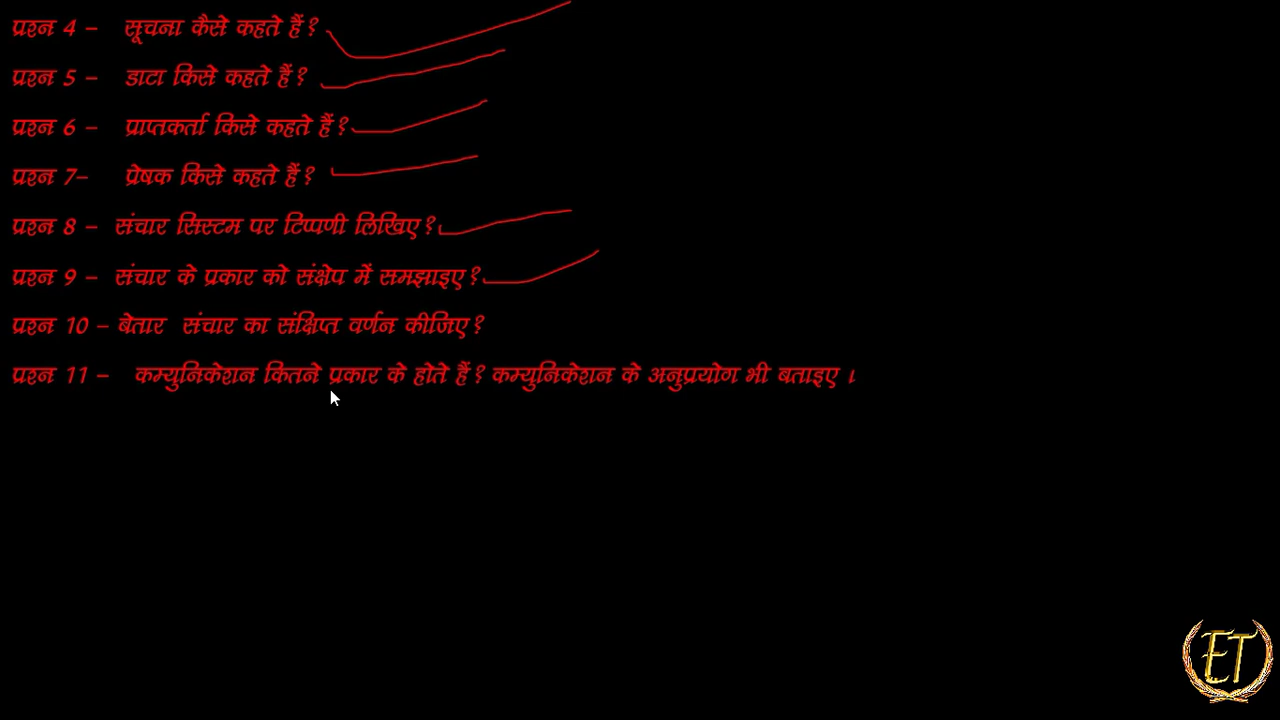 प्रश्न 4 – सूचना कैसे कहते हैं ?
प्रश्न 5 – डाटा किसे कहते हैं ?
प्रश्न 6 – प्राप्तकर्ता किसे कहते हैं ?
प्रश्न 7– प्रेषक किसे कहते हैं ?
प्रश्न 8 – संचार सिस्टम पर टिप्पणी लिखिए ?
प्रश्न 9 – संचार के प्रकार को संक्षेप में समझाइए ?
प्रश्न 10 – बेतार संचार का संक्षिप्त वर्णन कीजिए ?
प्रश्न 11 – कम्युनिकेशन कितने प्रकार के होते हैं ? कम्युनिकेशन के अनुप्रयोग भी बताइए ।
ET